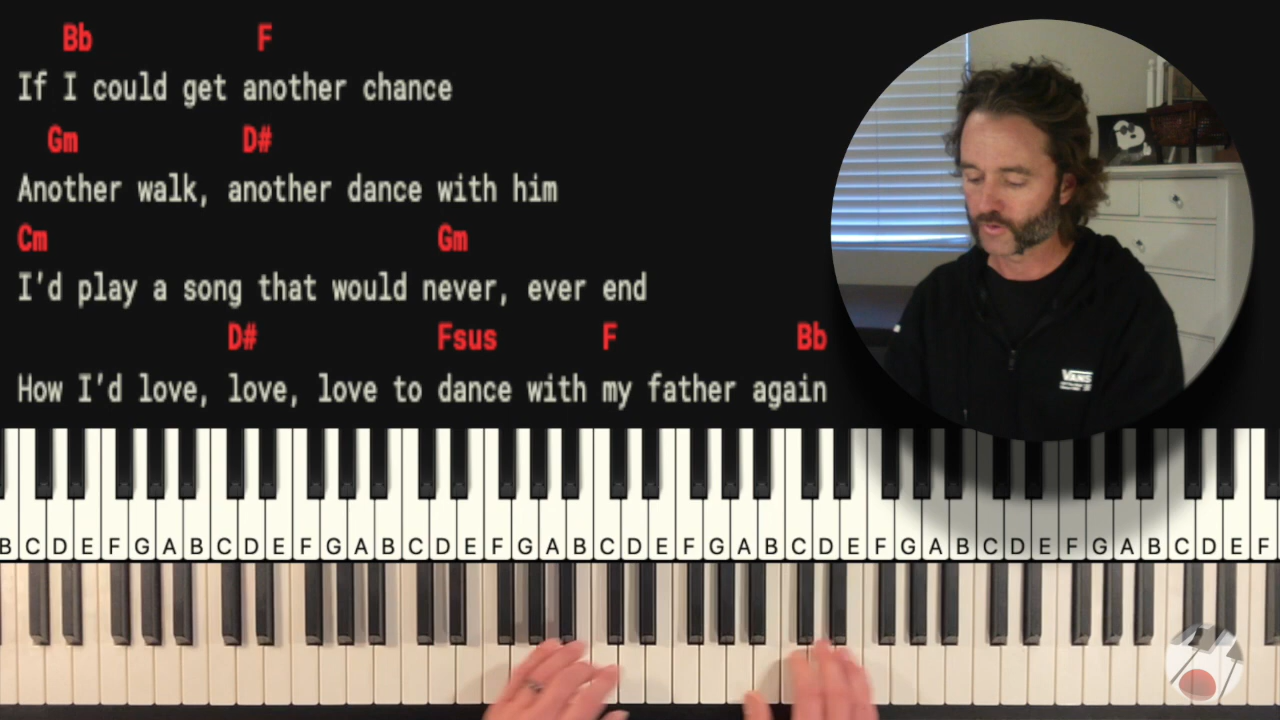 Bb F
If I could get another chance
Gm D#
Another walk, another dance with him
Cm Gm
I'd play a song that would never, ever end
D# Fsus F Bb
How I'd love, love, love to dance with my father again
VANS
B C D E F G A B C D E F G A B C D E F G A B C D E F G A B C D E F G A B C D E F G A B C D E F